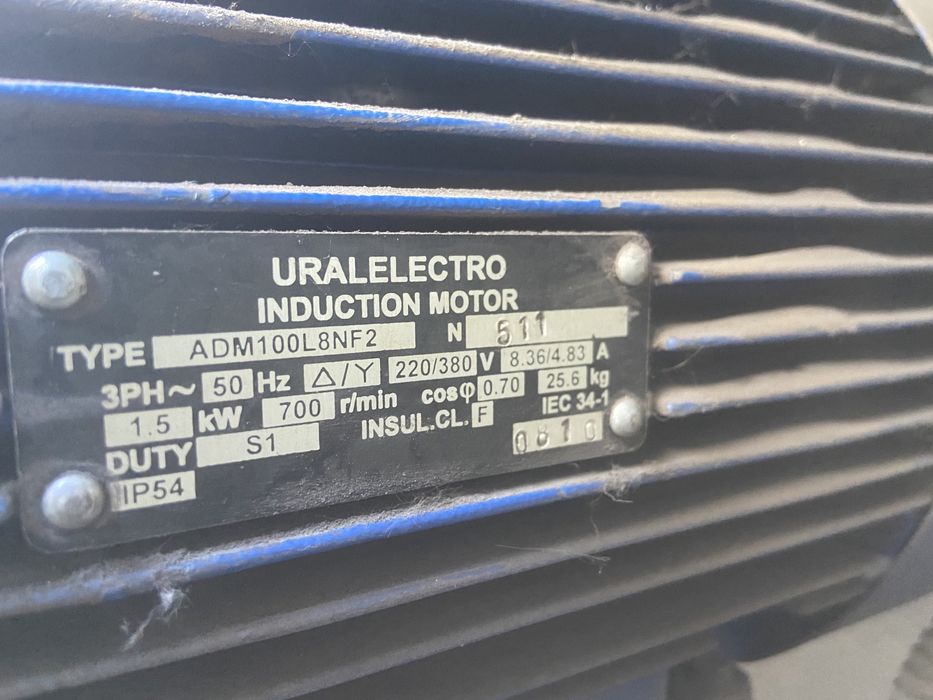 URALELECTRO
INDUCTION MOTOR
TYPE ADM100L8NF2 N 511
3PH~ 50 Hz Δ/Y 220/380 V 8.36/4.83 A
1.5 kW 700 r/min cosφ 0.70 25.6 kg
DUTY S1 INSUL.CL. F IEC 34-1
IP54 0810